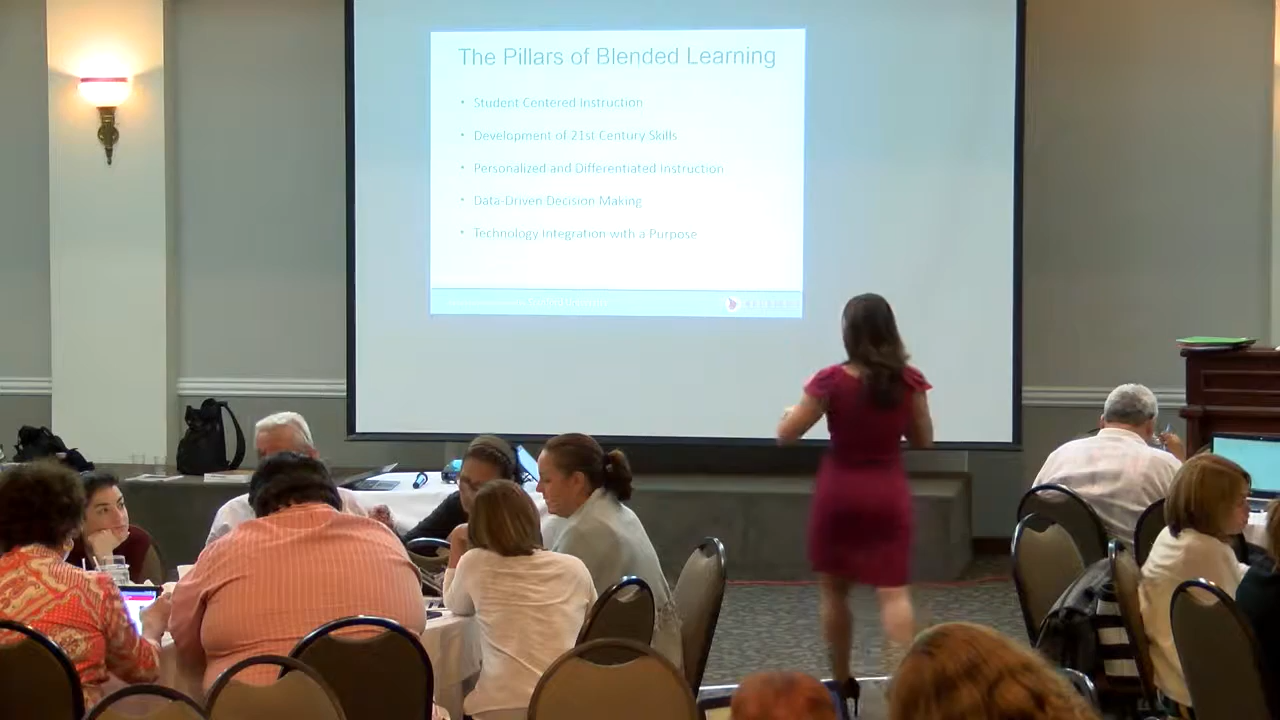 The Pillars of Blended Learning
• Student Centered Instruction
• Development of 21st Century Skills
• Personalized and Differentiated Instruction
• Data-Driven Decision Making
• Technology Integration with a Purpose